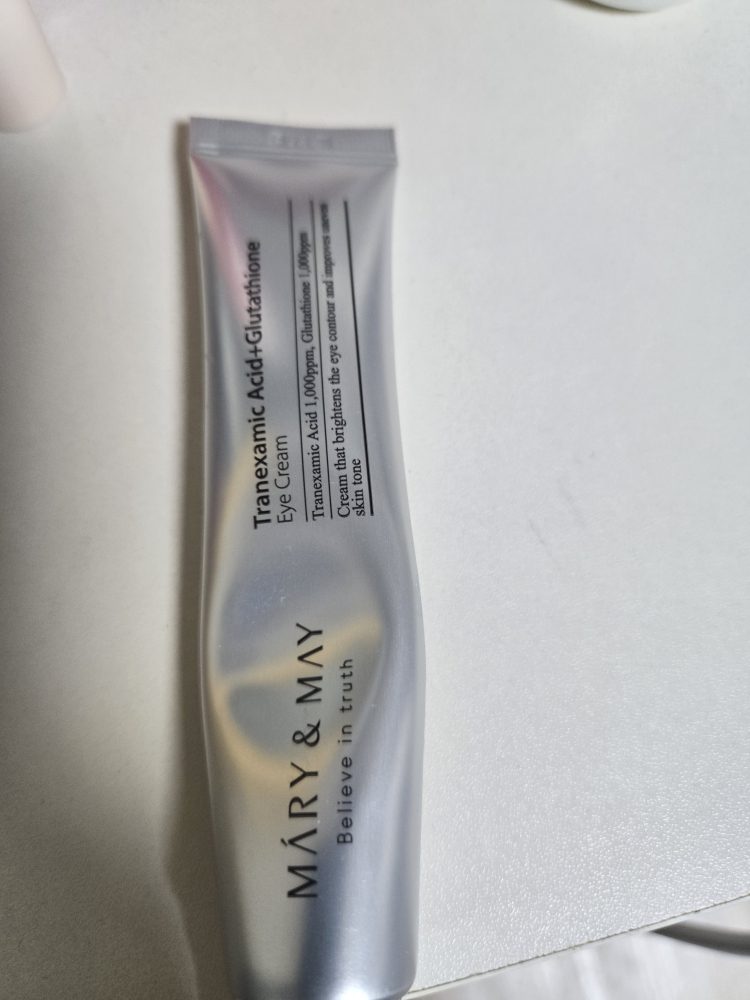 Tranexamic Acid+Glutathione
Eye Cream
Tranexamic Acid 1,000ppm, Glutathione 1,000ppm
Cream that brightens the eye contour and improves uneven
skin tone
MÁRY & MAY
Believe in truth